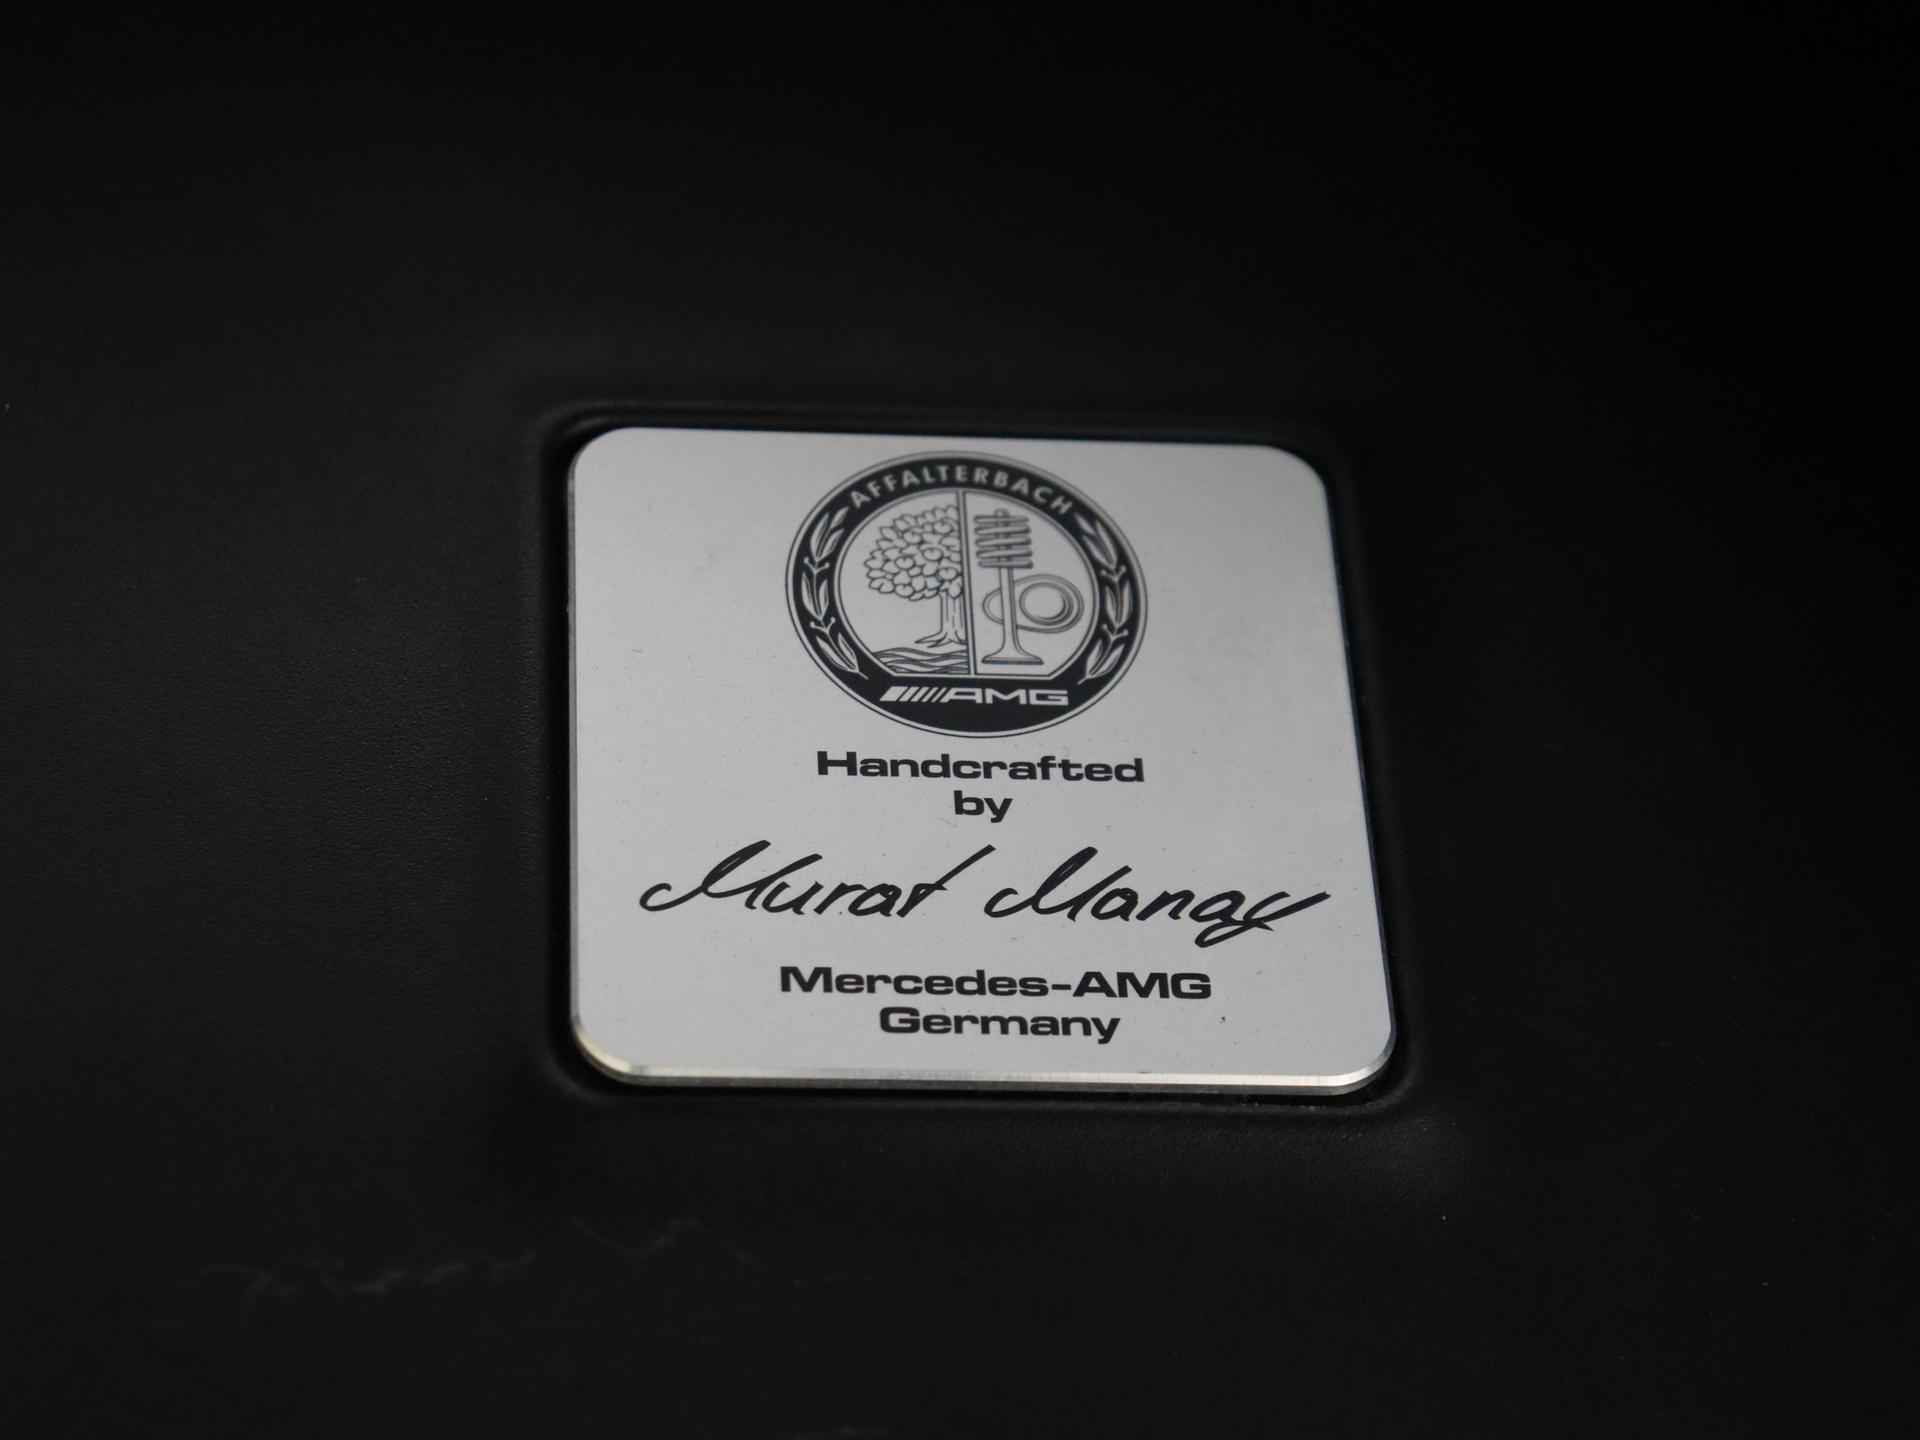 AFFALTERBACH
AMG
Handcrafted
by
Murat Manay
Mercedes-AMG
Germany